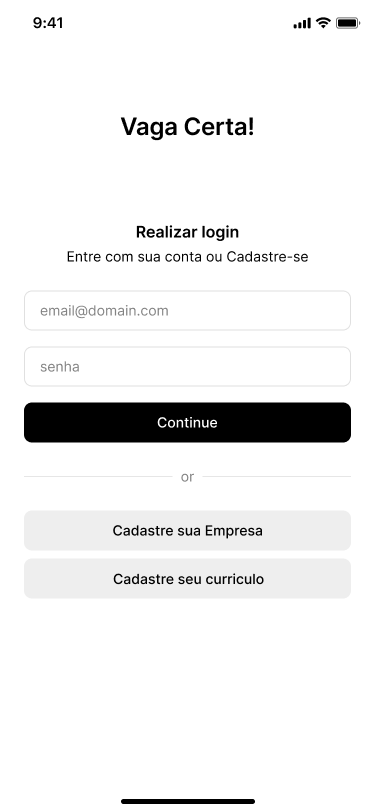 9:41
Vaga Certa!
Realizar login
Entre com sua conta ou Cadastre-se
email@domain.com
senha
Continue
or
Cadastre sua Empresa
Cadastre seu curriculo